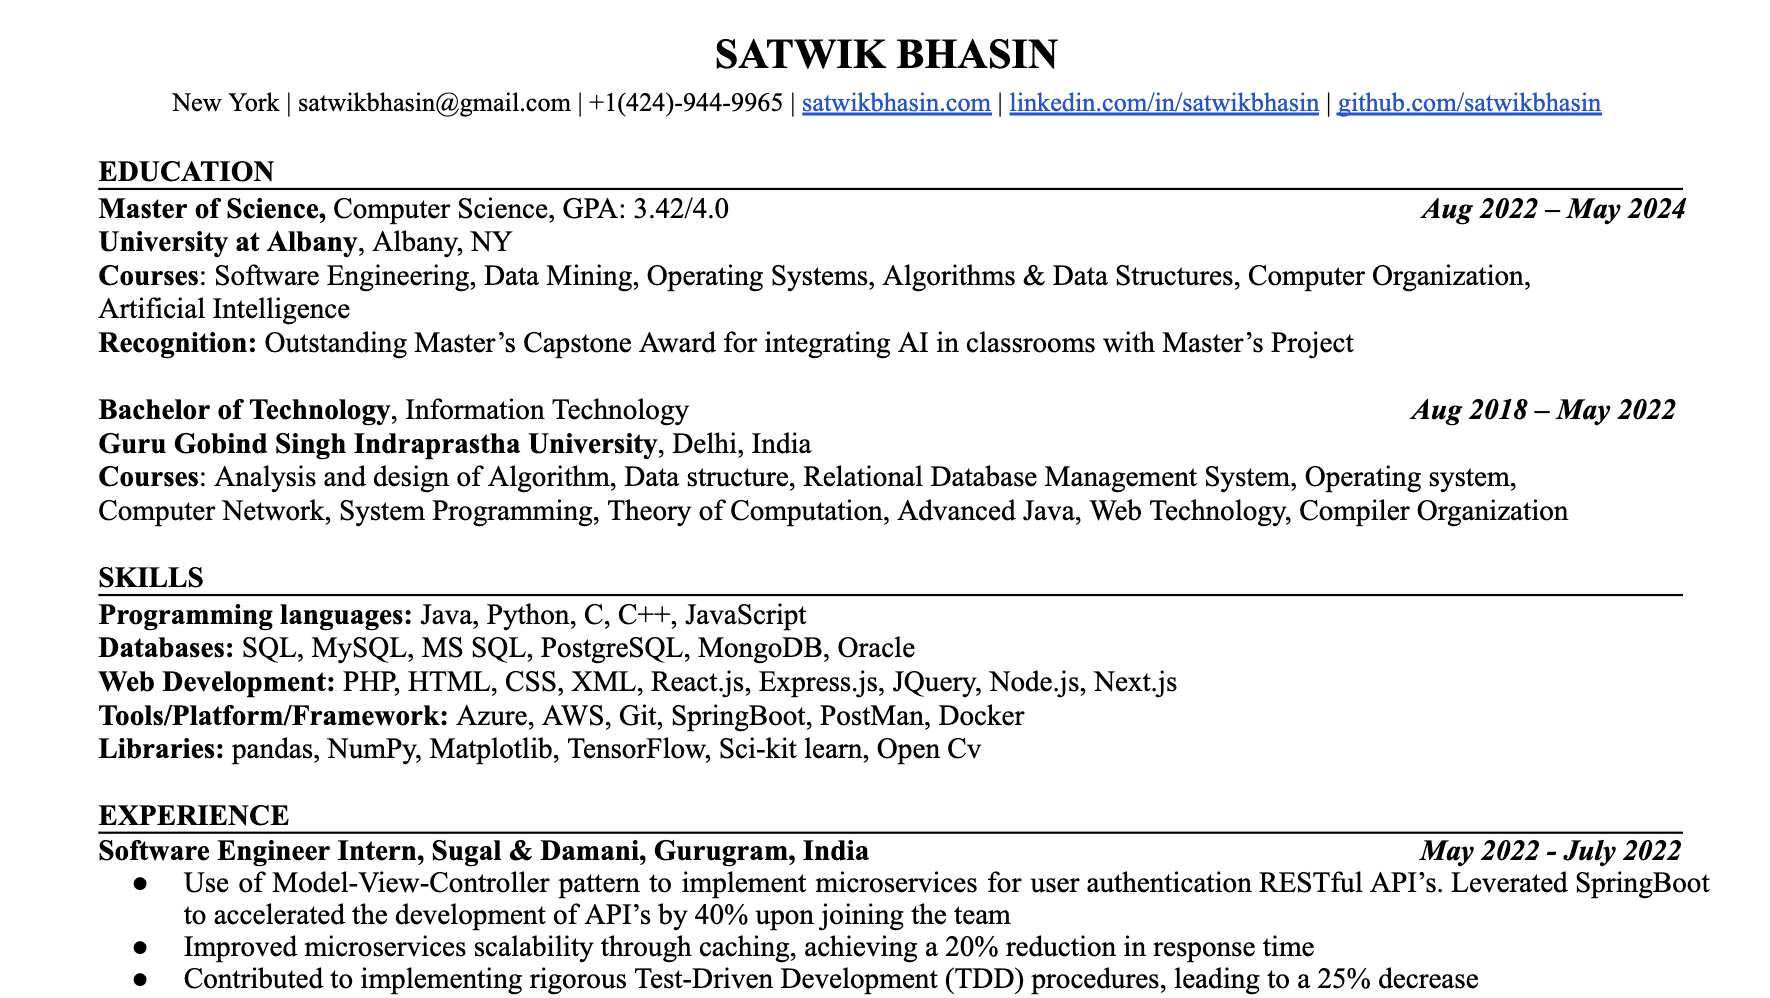 SATWIK BHASIN
New York | satwikbhasin@gmail.com | +1(424)-944-9965 | satwikbhasin.com | linkedin.com/in/satwikbhasin | github.com/satwikbhasin
EDUCATION
Master of Science, Computer Science, GPA: 3.42/4.0 Aug 2022 – May 2024
University at Albany, Albany, NY
Courses: Software Engineering, Data Mining, Operating Systems, Algorithms & Data Structures, Computer Organization,
Artificial Intelligence
Recognition: Outstanding Master’s Capstone Award for integrating AI in classrooms with Master’s Project
Bachelor of Technology, Information Technology Aug 2018 – May 2022
Guru Gobind Singh Indraprastha University, Delhi, India
Courses: Analysis and design of Algorithm, Data structure, Relational Database Management System, Operating system,
Computer Network, System Programming, Theory of Computation, Advanced Java, Web Technology, Compiler Organization
SKILLS
Programming languages: Java, Python, C, C++, JavaScript
Databases: SQL, MySQL, MS SQL, PostgreSQL, MongoDB, Oracle
Web Development: PHP, HTML, CSS, XML, React.js, Express.js, JQuery, Node.js, Next.js
Tools/Platform/Framework: Azure, AWS, Git, SpringBoot, PostMan, Docker
Libraries: pandas, NumPy, Matplotlib, TensorFlow, Sci-kit learn, Open Cv
EXPERIENCE
Software Engineer Intern, Sugal & Damani, Gurugram, India May 2022 - July 2022
● Use of Model-View-Controller pattern to implement microservices for user authentication RESTful API’s. Leverated SpringBoot
to accelerated the development of API’s by 40% upon joining the team
● Improved microservices scalability through caching, achieving a 20% reduction in response time
● Contributed to implementing rigorous Test-Driven Development (TDD) procedures, leading to a 25% decrease